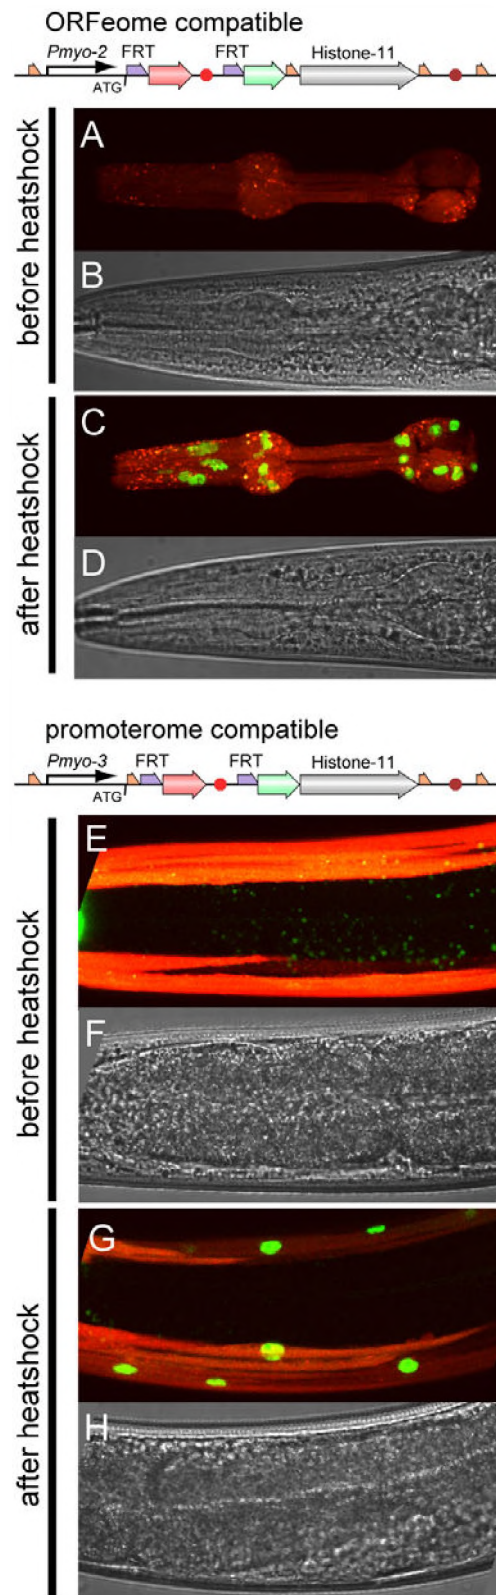 ORFeome compatible
Pmyo-2 FRT FRT Histone-11
ATG
before heatshock
A
B
after heatshock
C
D
promoterome compatible
Pmyo-3 FRT FRT Histone-11
ATG
before heatshock
E
F
after heatshock
G
H